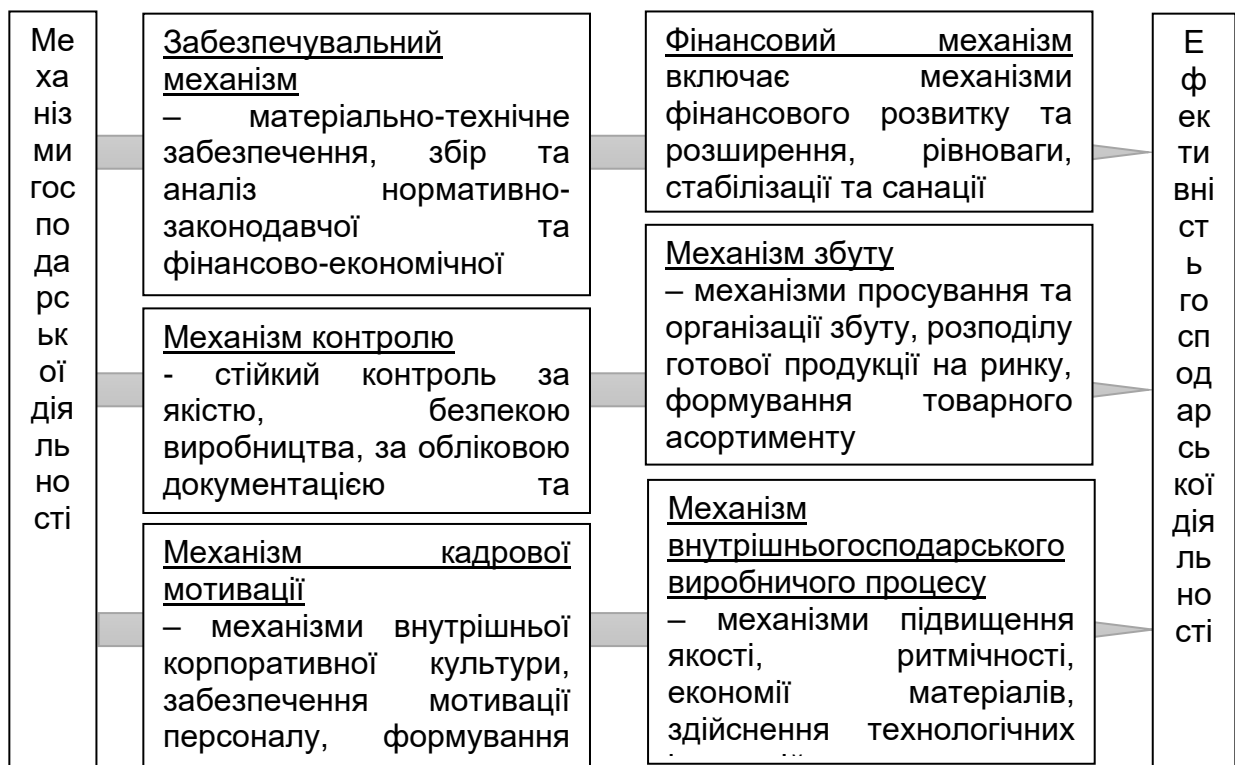 Ме
ха
ніз
ми
гос
по
да
рс
ьк
ої
дія
ль
но
сті
Забезпечувальний
механізм
– матеріально-технічне
забезпечення, збір та
аналіз нормативно-
законодавчої та
фінансово-економічної
Механізм контролю
- стійкий контроль за
якістю, безпекою
виробництва, за обліковою
документацією та
Механізм кадрової
мотивації
– механізми внутрішньої
корпоративної культури,
забезпечення мотивації
персоналу, формування
Фінансовий механізм
включає механізми
фінансового розвитку та
розширення, рівноваги,
стабілізації та санації
Механізм збуту
– механізми просування та
організації збуту, розподілу
готової продукції на ринку,
формування товарного
асортименту
Механізм
внутрішньогосподарського
виробничого процесу
– механізми підвищення
якості, ритмічності,
економії матеріалів,
здійснення технологічних
Е
ф
ек
ти
вні
ст
ь
го
сп
од
ар
сь
кої
дія
ль
но
сті